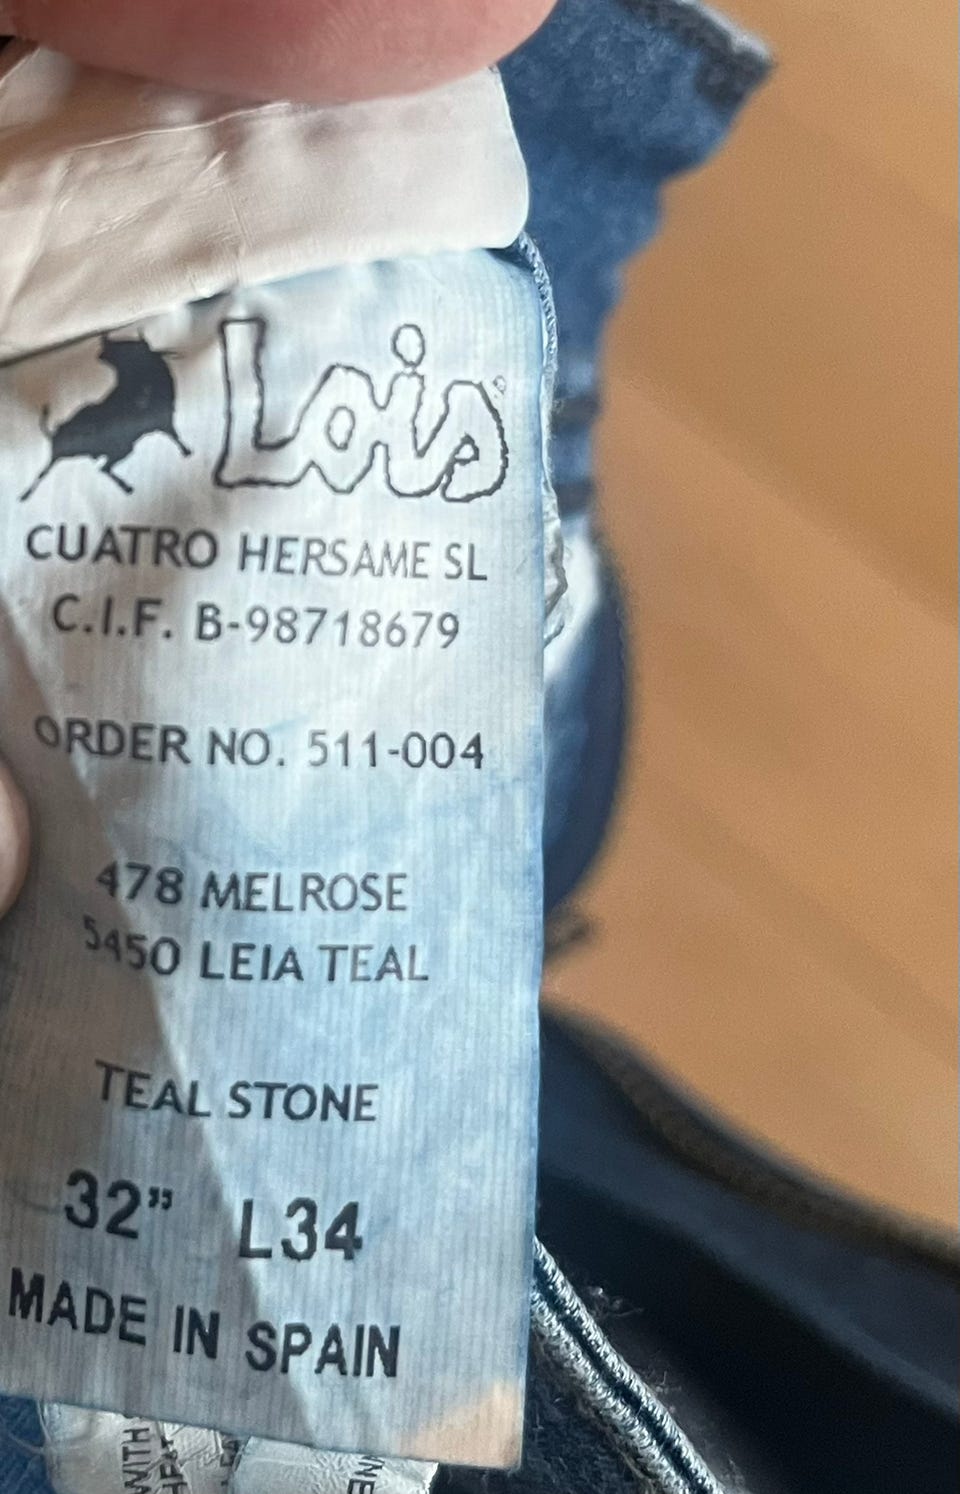 Lois
CUATRO HERSAME SL
C.I.F. B-98718679
ORDER NO. 511-004
478 MELROSE
5450 LEIA TEAL
TEAL STONE
32” L34
MADE IN SPAIN
WITH